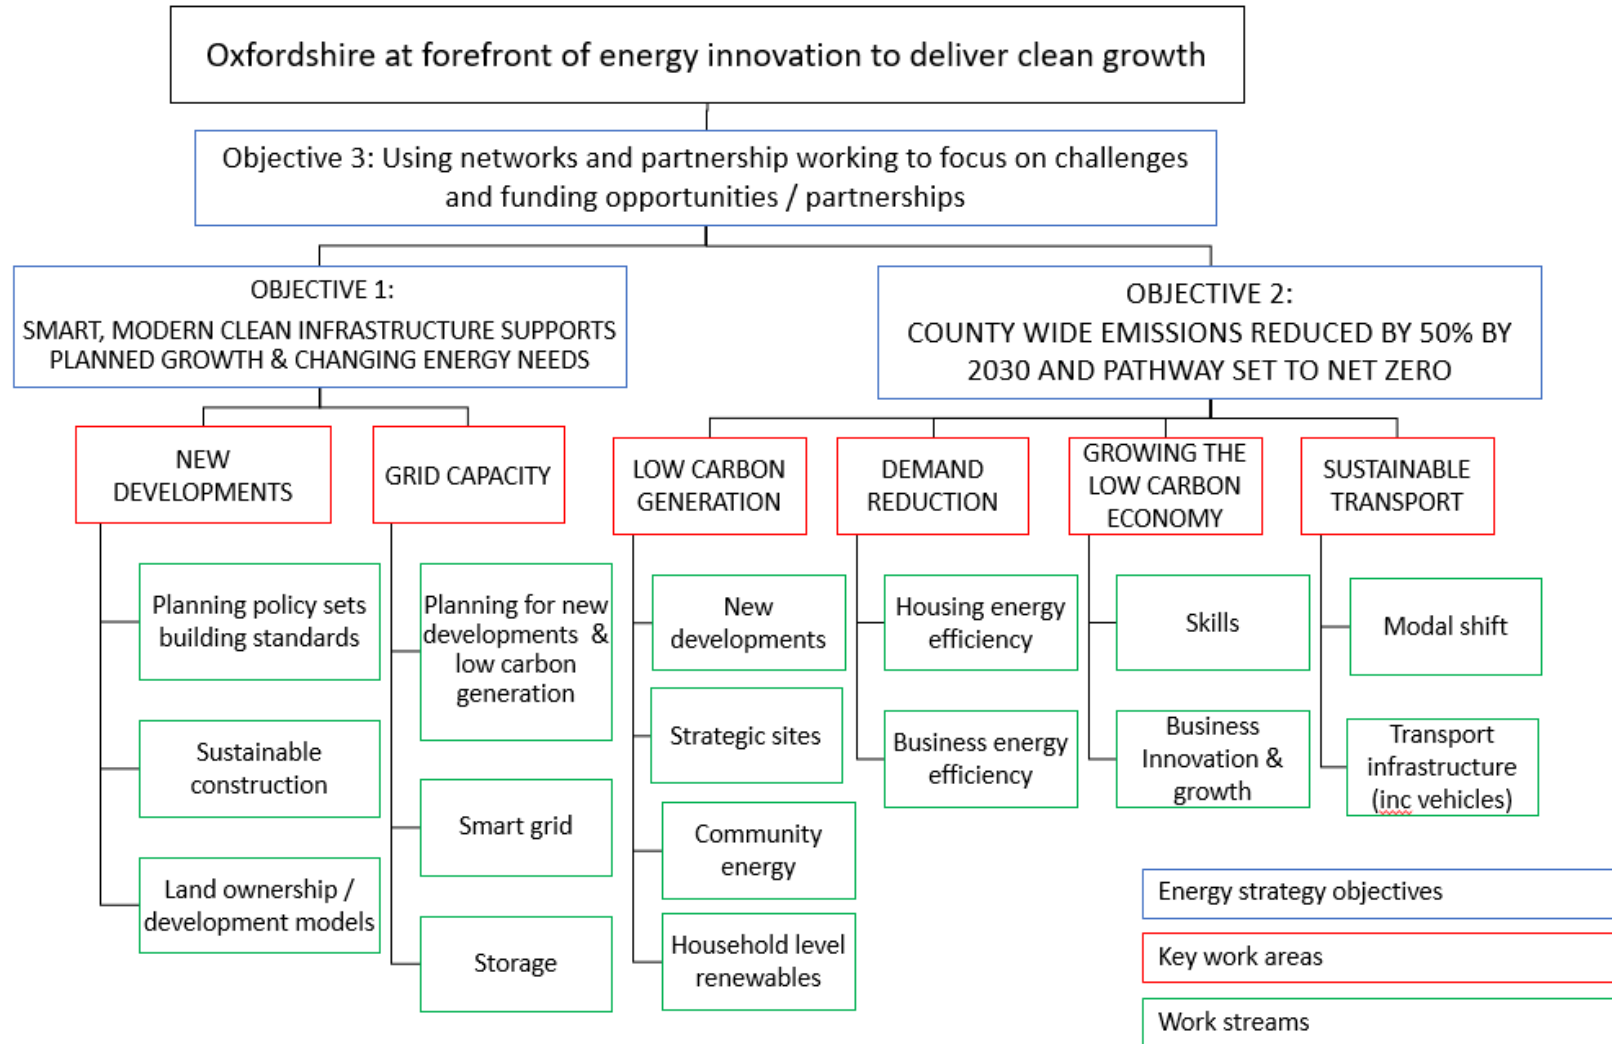 Oxfordshire at forefront of energy innovation to deliver clean growth
Objective 3: Using networks and partnership working to focus on challenges
and funding opportunities / partnerships
OBJECTIVE 1:
SMART, MODERN CLEAN INFRASTRUCTURE SUPPORTS
PLANNED GROWTH & CHANGING ENERGY NEEDS
OBJECTIVE 2:
COUNTY WIDE EMISSIONS REDUCED BY 50% BY
2030 AND PATHWAY SET TO NET ZERO
NEW
DEVELOPMENTS
GRID CAPACITY
LOW CARBON
GENERATION
DEMAND
REDUCTION
GROWING THE
LOW CARBON
ECONOMY
SUSTAINABLE
TRANSPORT
Planning policy sets
building standards
Sustainable
construction
Land ownership /
development models
Planning for new
developments &
low carbon
generation
Smart grid
Storage
New
developments
Strategic sites
Community
energy
Household level
renewables
Housing energy
efficiency
Business energy
efficiency
Skills
Business
Innovation &
growth
Modal shift
Transport
infrastructure
(inc vehicles)
Energy strategy objectives
Key work areas
Work streams